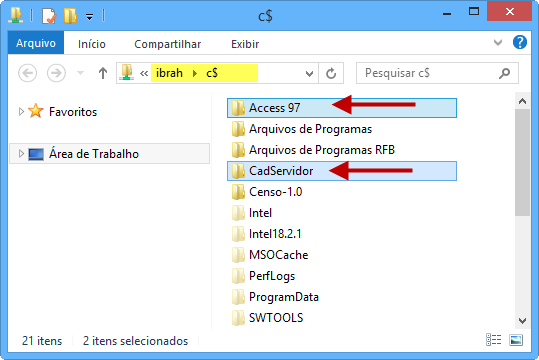 c$
Arquivo Início Compartilhar Exibir
« ibrah c$ Pesquisar c$
Favoritos
Área de Trabalho
Access 97
Arquivos de Programas
Arquivos de Programas RFB
CadServidor
Censo-1.0
Intel
Intel18.2.1
MSOCache
PerfLogs
ProgramData
SWTOOLS
21 itens 2 itens selecionados